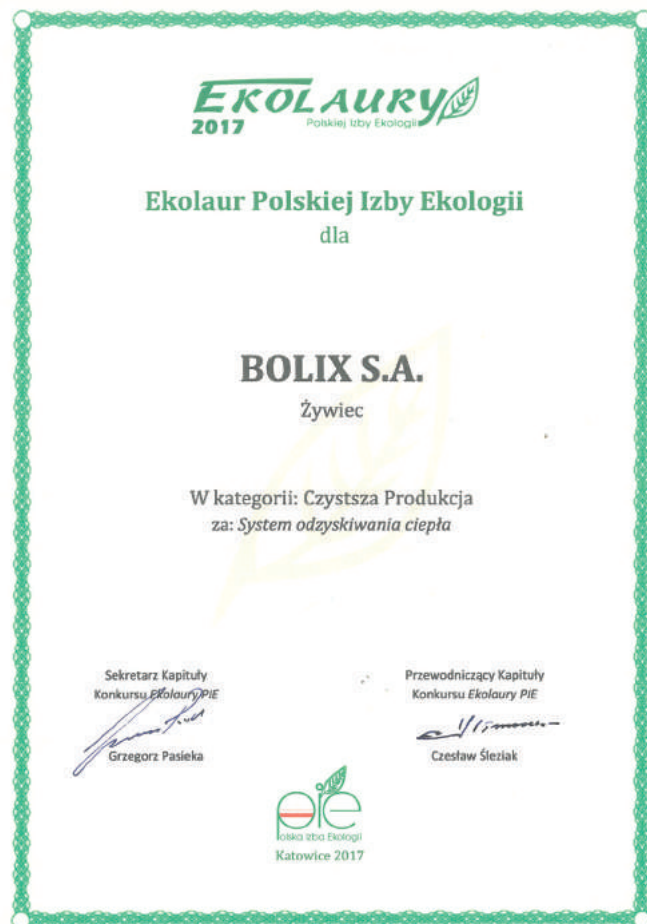 EKOLAURY
2017 Polskiej Izby Ekologii
Ekolaur Polskiej Izby Ekologii
dla
BOLIX S.A.
Żywiec
W kategorii: Czystsza Produkcja
za: System odzyskiwania ciepła
Sekretarz Kapituły
Konkursu Ekolaury PIE
Grzegorz Pasieka
Przewodniczący Kapituły
Konkursu Ekolaury PIE
Czesław Śleziak
pie
Polska Izba Ekologii
Katowice 2017